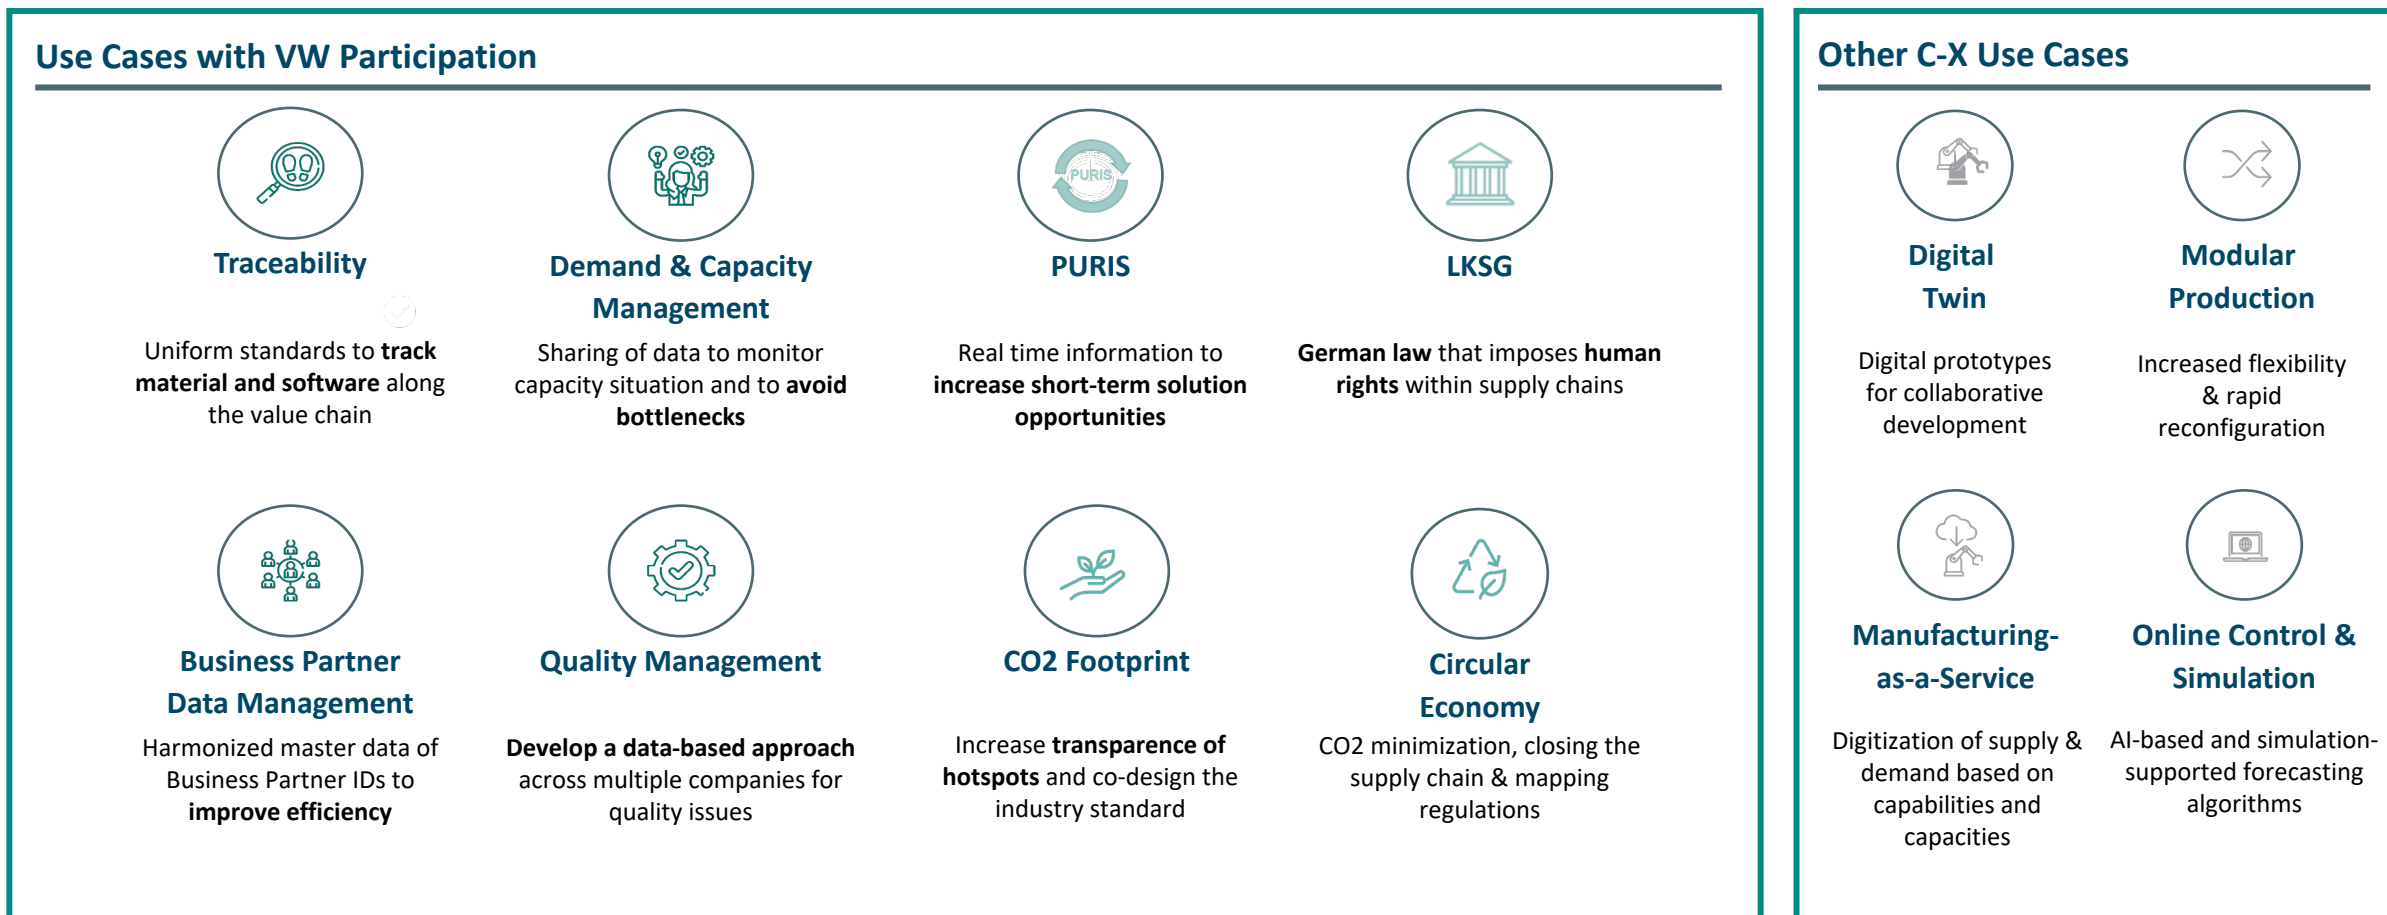 Use Cases with VW Participation
Traceability
Uniform standards to track
material and software along
the value chain
Demand & Capacity
Management
Sharing of data to monitor
capacity situation and to avoid
bottlenecks
PURIS
PURIS
Real time information to
increase short-term solution
opportunities
LKSG
German law that imposes human
rights within supply chains
Business Partner
Data Management
Harmonized master data of
Business Partner IDs to
improve efficiency
Quality Management
Develop a data-based approach
across multiple companies for
quality issues
CO2 Footprint
Increase transparence of
hotspots and co-design the
industry standard
Circular
Economy
CO2 minimization, closing the
supply chain & mapping
regulations
Other C-X Use Cases
Digital
Twin
Digital prototypes
for collaborative
development
Modular
Production
Increased flexibility
& rapid
reconfiguration
Manufacturing-
as-a-Service
Digitization of supply &
demand based on
capabilities and
capacities
Online Control &
Simulation
AI-based and simulation-
supported forecasting
algorithms